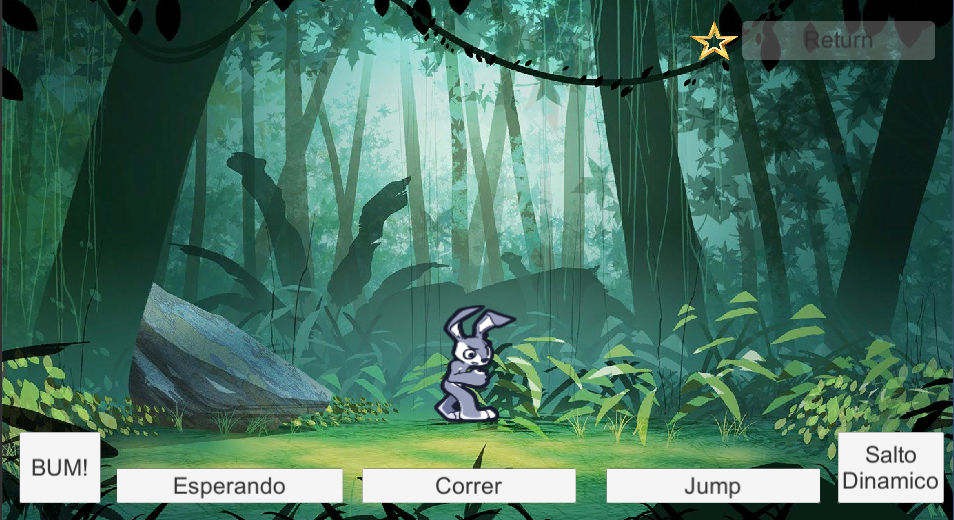 Return
BUM!
Esperando
Correr
Jump
Salto
Dinamico